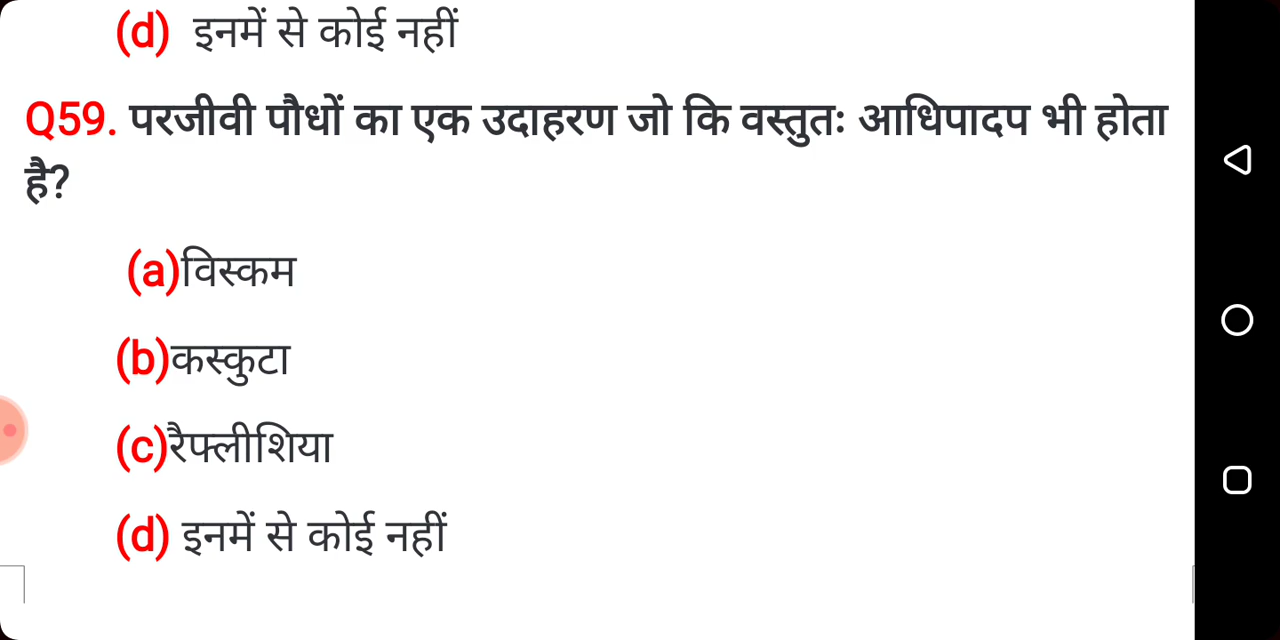 (d) इनमें से कोई नहीं
Q59. परजीवी पौधों का एक उदाहरण जो कि वस्तुतः आधिपादप भी होता
है?
(a)विस्कम
(b)कस्कुटा
(c)रैफ्लीशिया
(d) इनमें से कोई नहीं